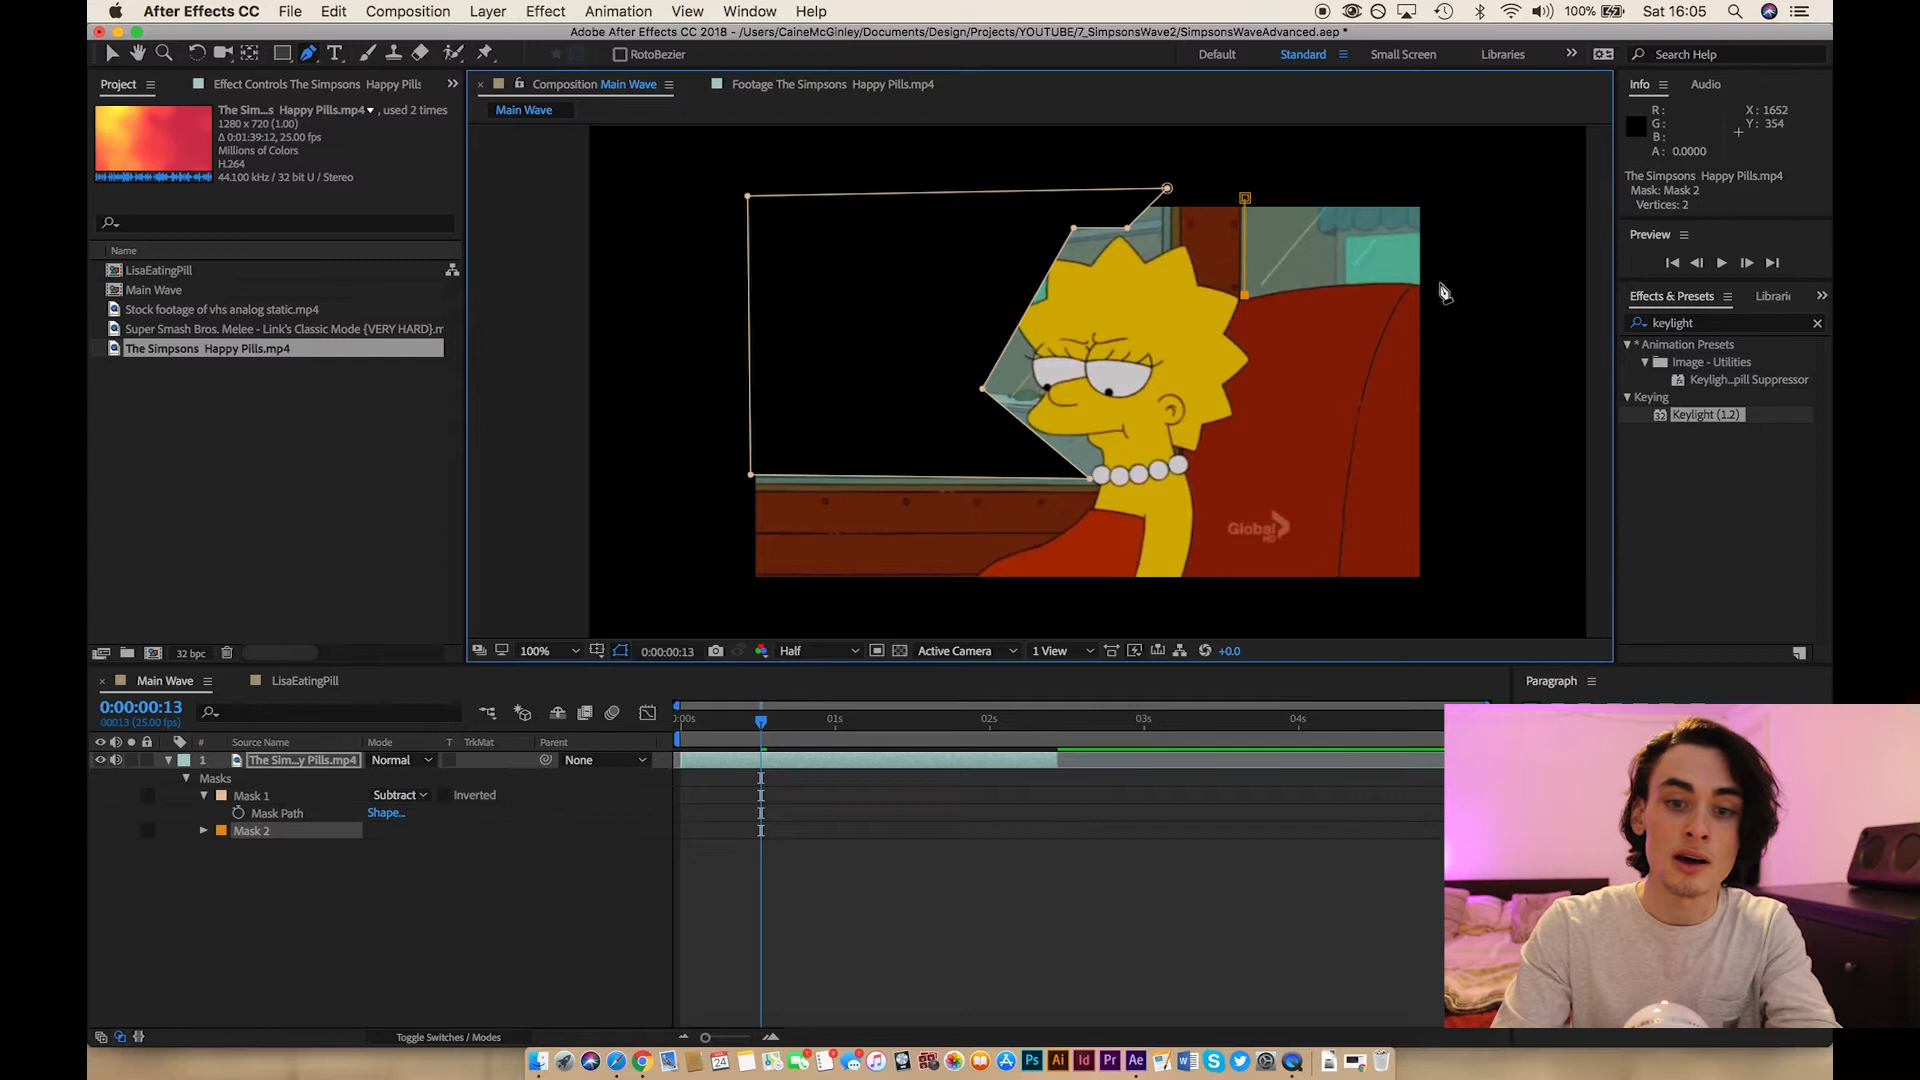 After Effects CC File Edit Composition Layer Effect Animation View Window Help 100% Sat 16:05
Adobe After Effects CC 2018 - /Users/CaineMcGinley/Documents/Design/Projects/YOUTUBE/7_SimpsonsWave2/SimpsonsWaveAdvanced.aep *
RotoBezier Default Standard Small Screen Libraries Search Help
Project Effect Controls The Simpsons Happy Pills Composition Main Wave Footage The Simpsons Happy Pills.mp4 Info Audio
The Sim...s Happy Pills.mp4 , used 2 times
1280 x 720 (1.00)
Δ 0:01:39:12, 25.00 fps
Millions of Colors
H.264
44.100 kHz / 32 bit U / Stereo
Main Wave
R:
G:
B:
A: 0.0000
X: 1652
Y: 354
The Simpsons Happy Pills.mp4
Mask: Mask 2
Vertices: 2
Preview
Effects & Presets Librari
keylight
* Animation Presets
Image - Utilities
Keyligh...pill Suppressor
Keying
Keylight (1.2)
Name
LisaEatingPill
Main Wave
Stock footage of vhs analog static.mp4
Super Smash Bros. Melee - Link's Classic Mode {VERY HARD}.m
The Simpsons Happy Pills.mp4
Global
HD
32 bpc
100% 0:00:00:13 Half Active Camera 1 View +0.0
Main Wave LisaEatingPill Paragraph
0:00:00:13
00013 (25.00 fps)
0:00s 01s 02s 03s 04s
# Source Name Mode T TrkMat Parent
1 The Sim...y Pills.mp4 Normal None
Masks
Mask 1 Subtract Inverted
Mask Path Shape...
Mask 2
Toggle Switches / Modes
24
Ps Ai Id Pr Ae W S